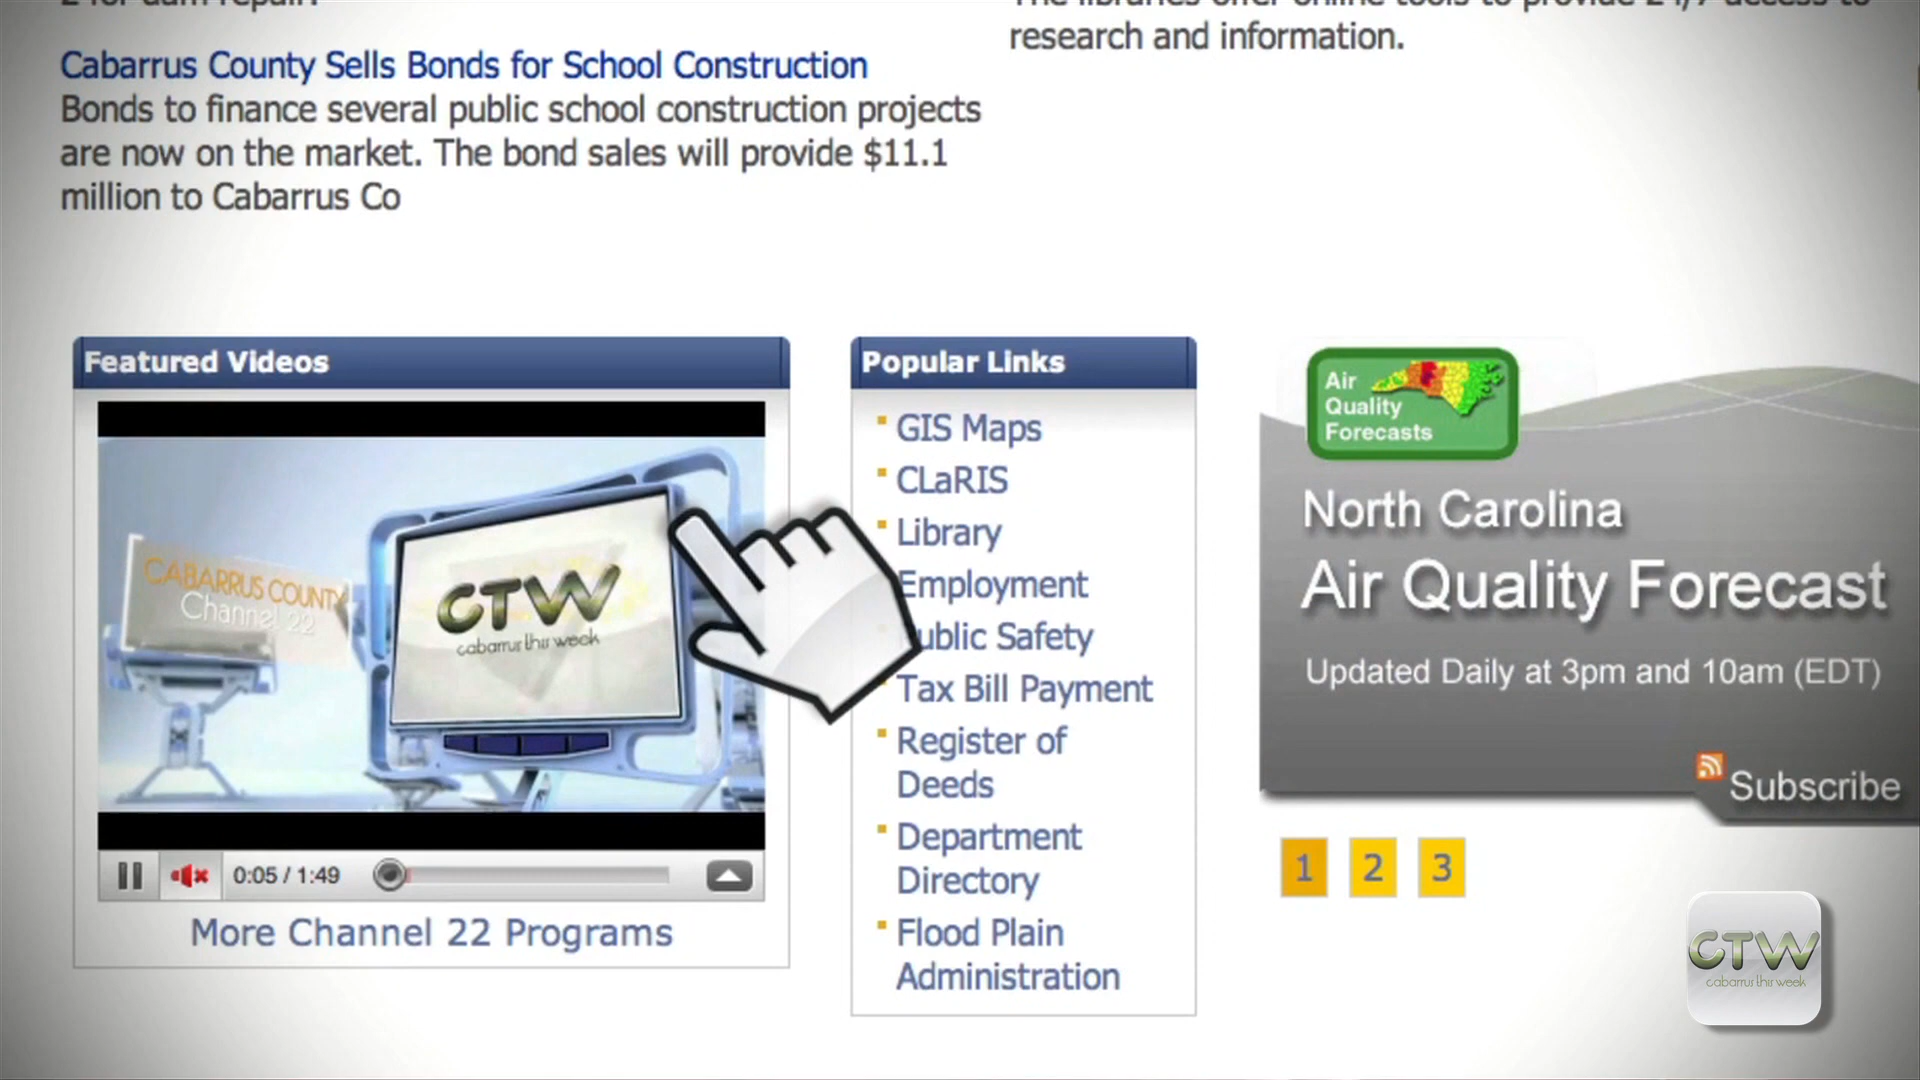 research and information.
Cabarrus County Sells Bonds for School Construction
Bonds to finance several public school construction projects
are now on the market. The bond sales will provide $11.1
million to Cabarrus Co
Featured Videos
CABARRUS COUNTY
Channel 22
CTW
cabarrus this week
0:05 / 1:49
More Channel 22 Programs
Popular Links
GIS Maps
CLaRIS
Library
Employment
ublic Safety
Tax Bill Payment
Register of
Deeds
Department
Directory
Flood Plain
Administration
Air
Quality
Forecasts
North Carolina
Air Quality Forecast
Updated Daily at 3pm and 10am (EDT)
Subscribe
1 2 3
CTW
cabarrus this week